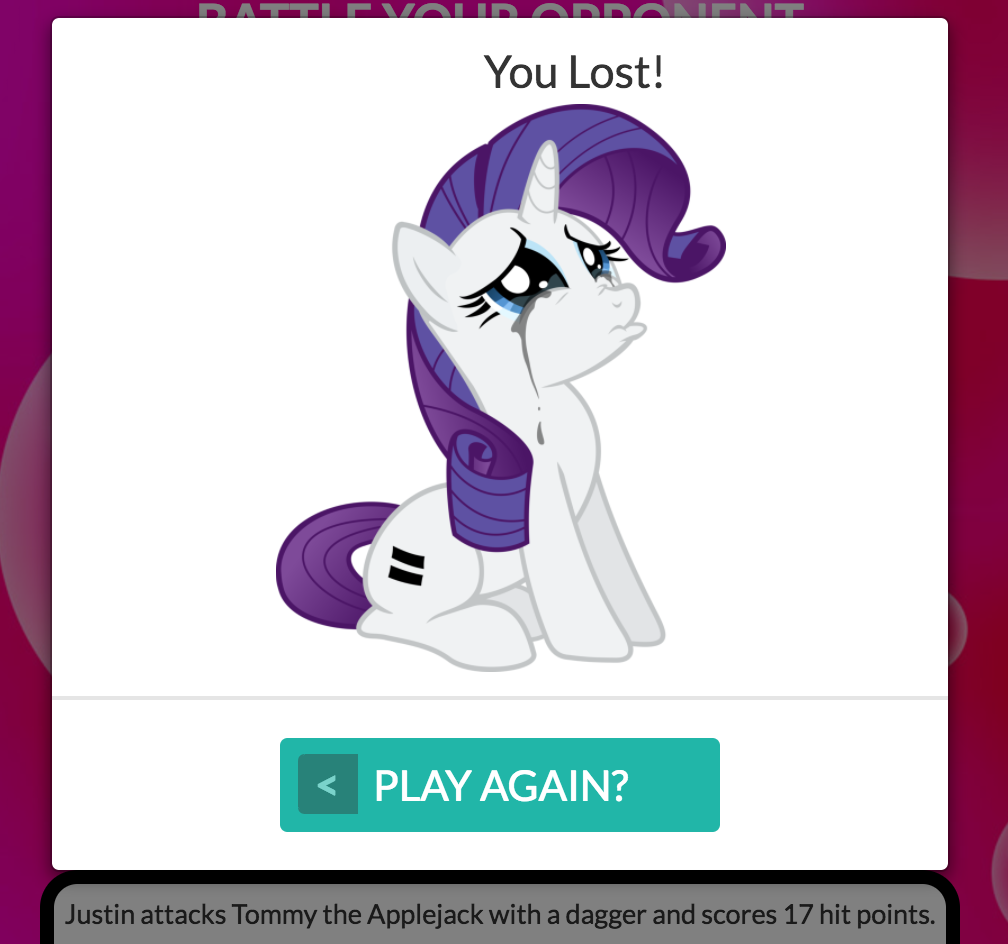 BATTLE YOUR OPPONENT
You Lost!
< PLAY AGAIN?
Justin attacks Tommy the Applejack with a dagger and scores 17 hit points.